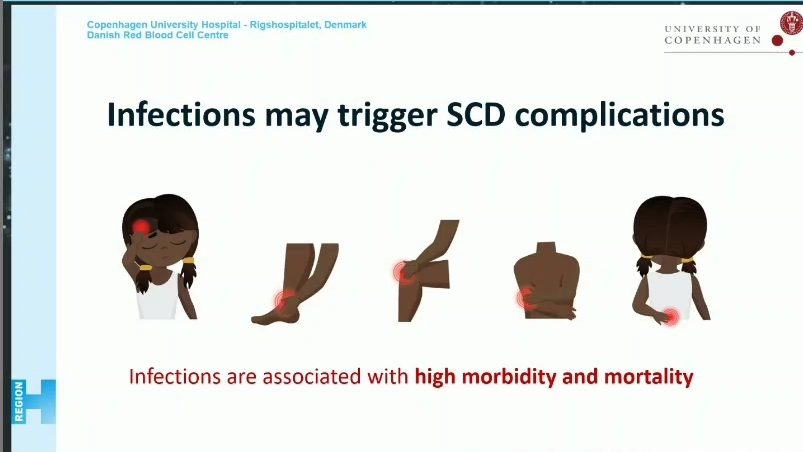 Copenhagen University Hospital - Rigshospitalet, Denmark
Danish Red Blood Cell Centre
UNIVERSITY OF
COPENHAGEN
Infections may trigger SCD complications
Infections are associated with high morbidity and mortality
REGION
H